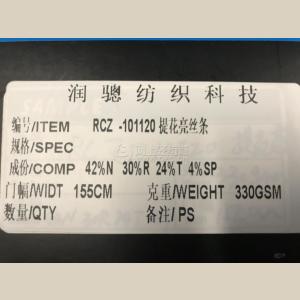 润骢纺织科技
编号/ITEM RCZ -101120 提花亮丝条
规格/SPEC
成份/COMP 42%N 30%R 24%T 4%SP
门幅/WIDT 155CM 克重/WEIGHT 330GSM
数量/QTY 备注/PS